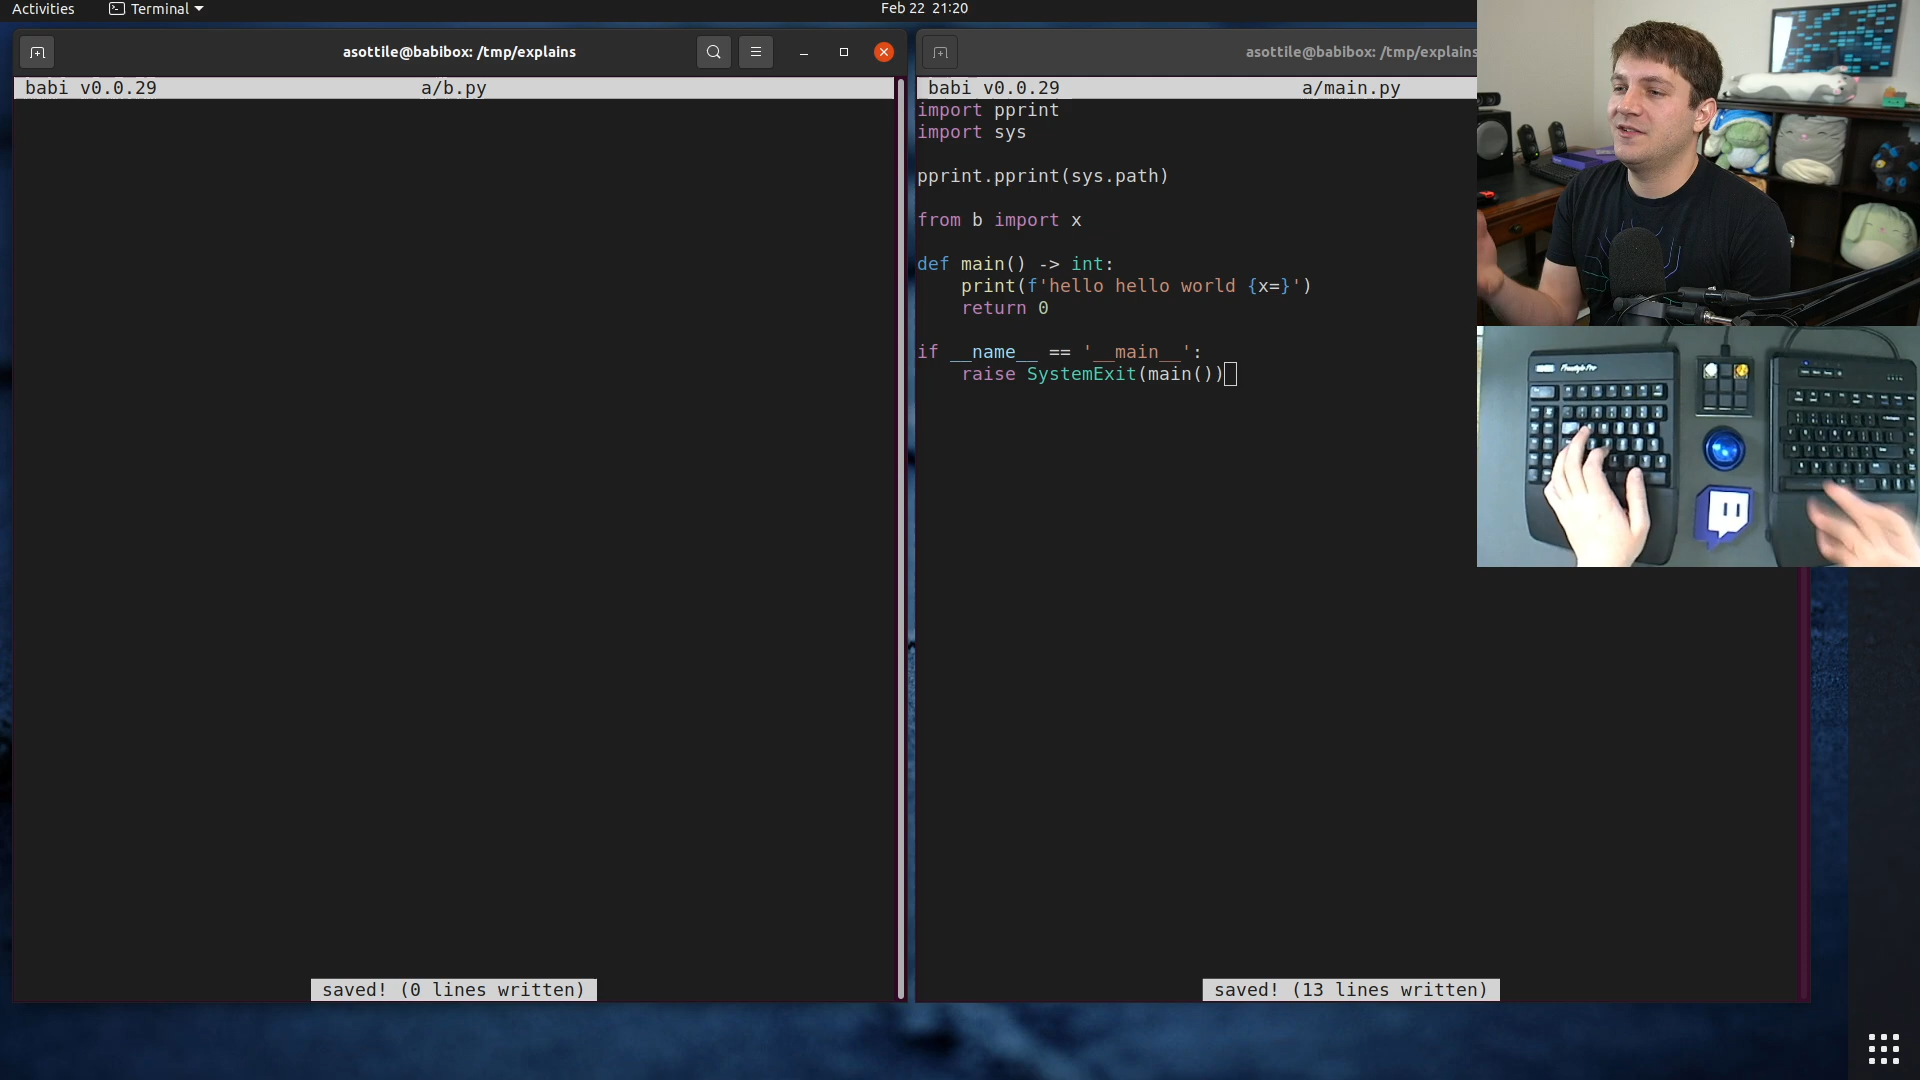 Activities
Terminal
Feb 22 21:20
asottile@babibox: /tmp/explains
babi v0.0.29
a/b.py
saved! (0 lines written)
asottile@babibox: /tmp/explains
babi v0.0.29
a/main.py
import pprint
import sys
pprint.pprint(sys.path)
from b import x
def main() -> int:
    print(f'hello hello world {x=}')
    return 0
if __name__ == '__main__':
    raise SystemExit(main())
saved! (13 lines written)
Freestyle Pro